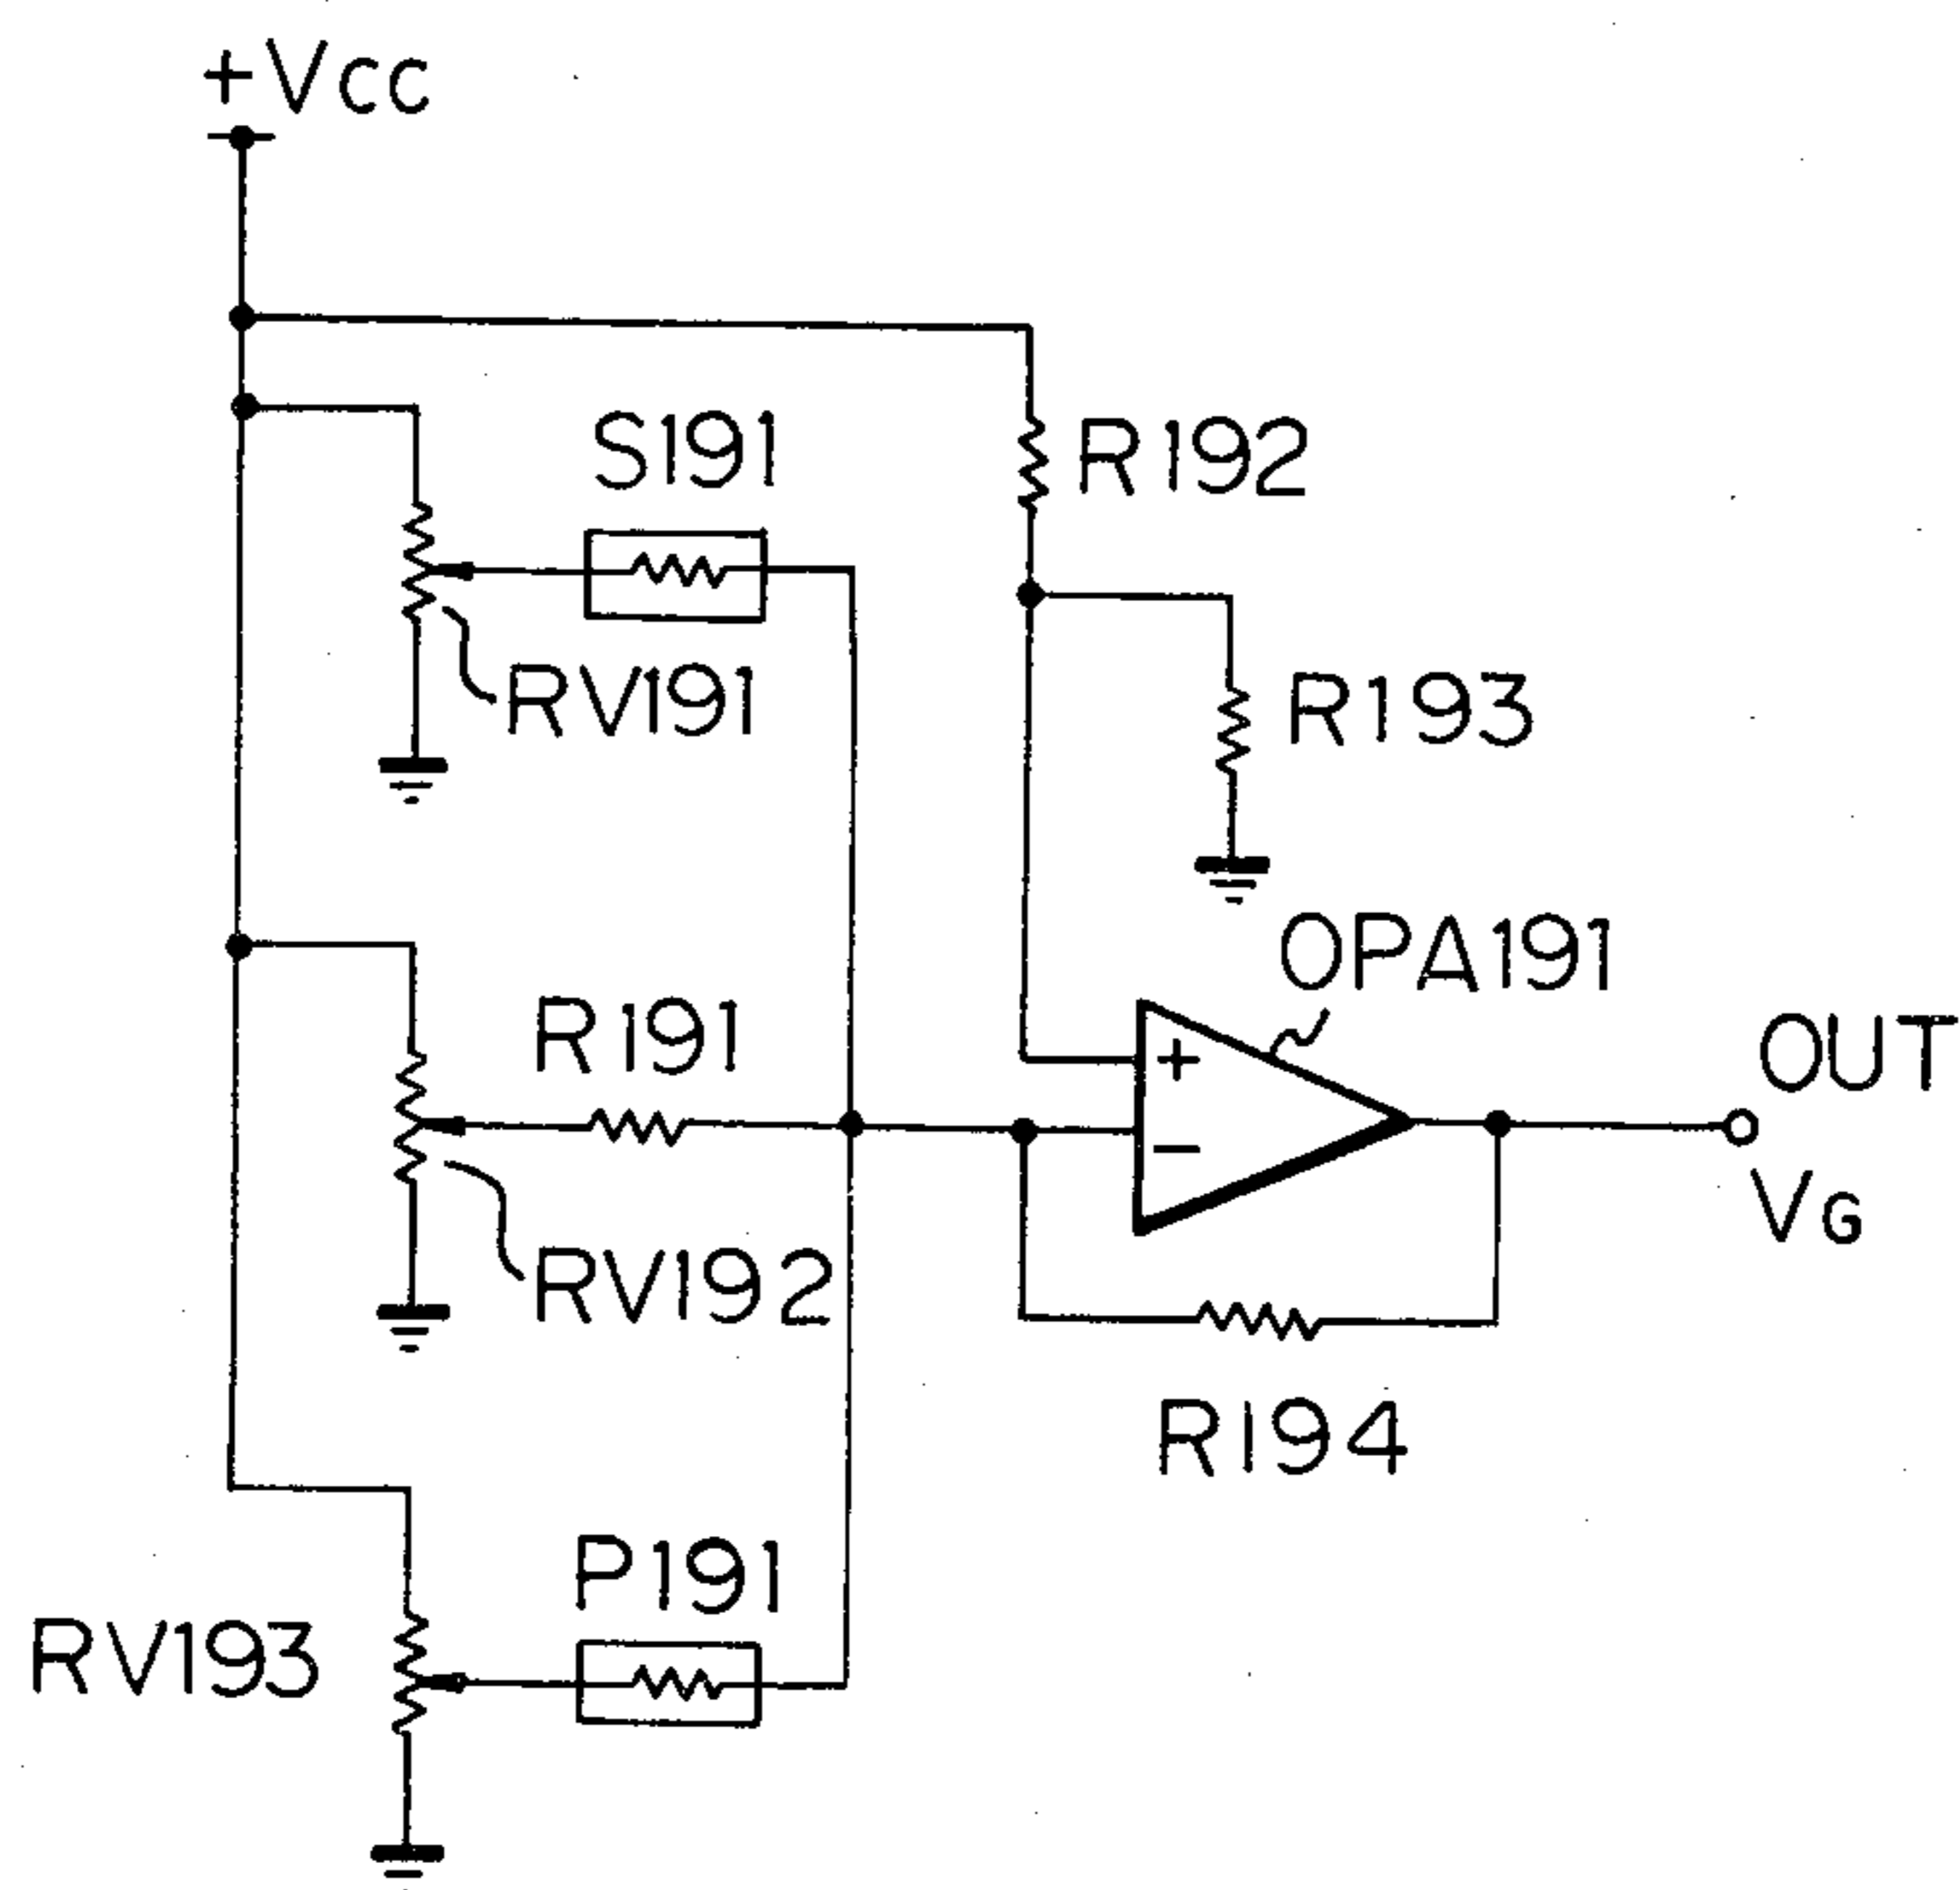 +Vcc
S191
R192
RV191
R193
OPA191
R191
+
OUT
−
VG
RV192
R194
P191
RV193